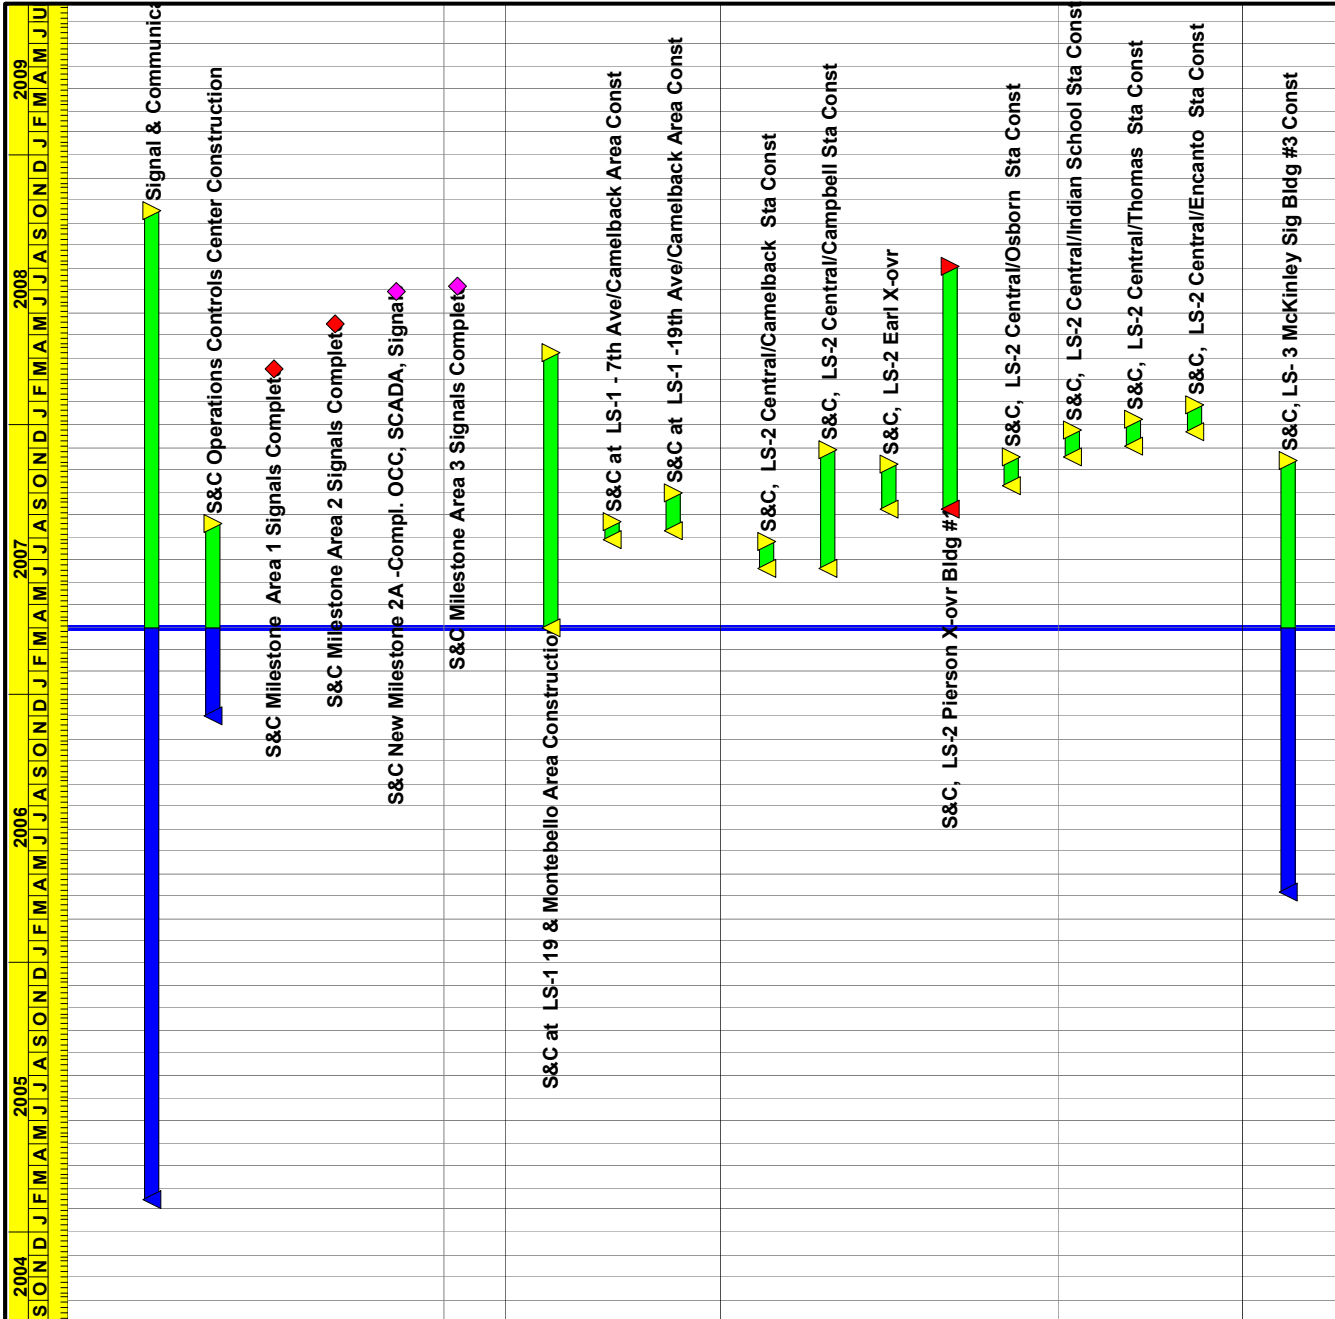 2004 2005 2006 2007 2008 2009
S O N D J F M A M J J A S O N D J F M A M J J A S O N D J F M A M J J A S O N D J F M A M J J A S O N D J F M A M J U
Signal & Communica
S&C Operations Controls Center Construction
S&C Milestone Area 1 Signals Complete
S&C Milestone Area 2 Signals Complete
S&C New Milestone 2A -Compl. OCC, SCADA, Signal
S&C Milestone Area 3 Signals Complete
S&C at LS-1 19 & Montebello Area Construction
S&C at LS-1 - 7th Ave/Camelback Area Const
S&C at LS-1 -19th Ave/Camelback Area Const
S&C, LS-2 Central/Camelback Sta Const
S&C, LS-2 Central/Campbell Sta Const
S&C, LS-2 Earl X-ovr
S&C, LS-2 Pierson X-ovr Bldg #1
S&C, LS-2 Central/Osborn Sta Const
S&C, LS-2 Central/Indian School Sta Const
S&C, LS-2 Central/Thomas Sta Const
S&C, LS-2 Central/Encanto Sta Const
S&C, LS- 3 McKinley Sig Bldg #3 Const